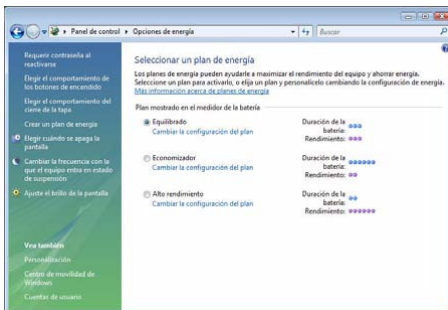 Panel de control ▸ Opciones de energía
Buscar
Requerir contraseña al
reactivarse
Elegir el comportamiento de
los botones de encendido
Elegir el comportamiento del
cierre de la tapa
Crear un plan de energía
Elegir cuándo se apaga la
pantalla
Cambiar la frecuencia con la
que el equipo entra en estado
de suspensión
Ajuste el brillo de la pantalla
Vea también
Personalización
Centro de movilidad de
Windows
Cuentas de usuario
Seleccionar un plan de energía
Los planes de energía pueden ayudarle a maximizar el rendimiento del equipo y ahorrar energía.
Seleccione un plan para activarlo, o elija un plan y personalícelo cambiando la configuración de energía.
Más información acerca de planes de energía
Plan mostrado en el medidor de la batería
Equilibrado
Cambiar la configuración del plan
Duración de la
batería:
Rendimiento:
Economizador
Cambiar la configuración del plan
Duración de la
batería:
Rendimiento:
Alto rendimiento
Cambiar la configuración del plan
Duración de la
batería:
Rendimiento: